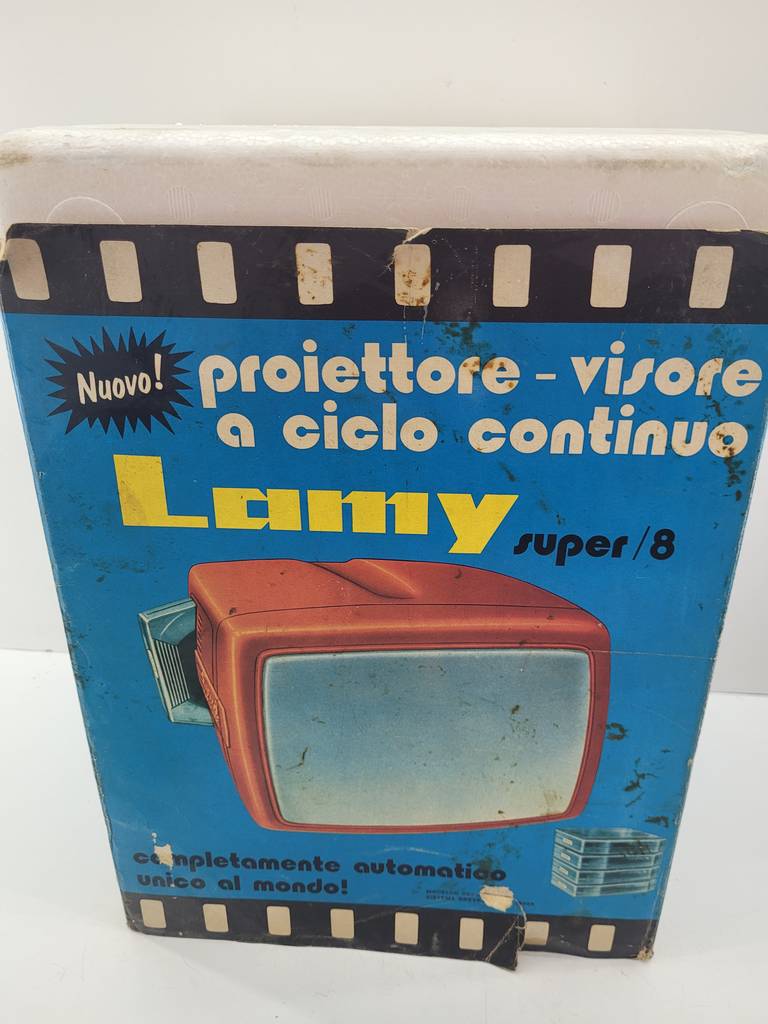 Nuovo!
proiettore - visore
a ciclo continuo
Lamy
super/8
completamente automatico
unico al mondo!